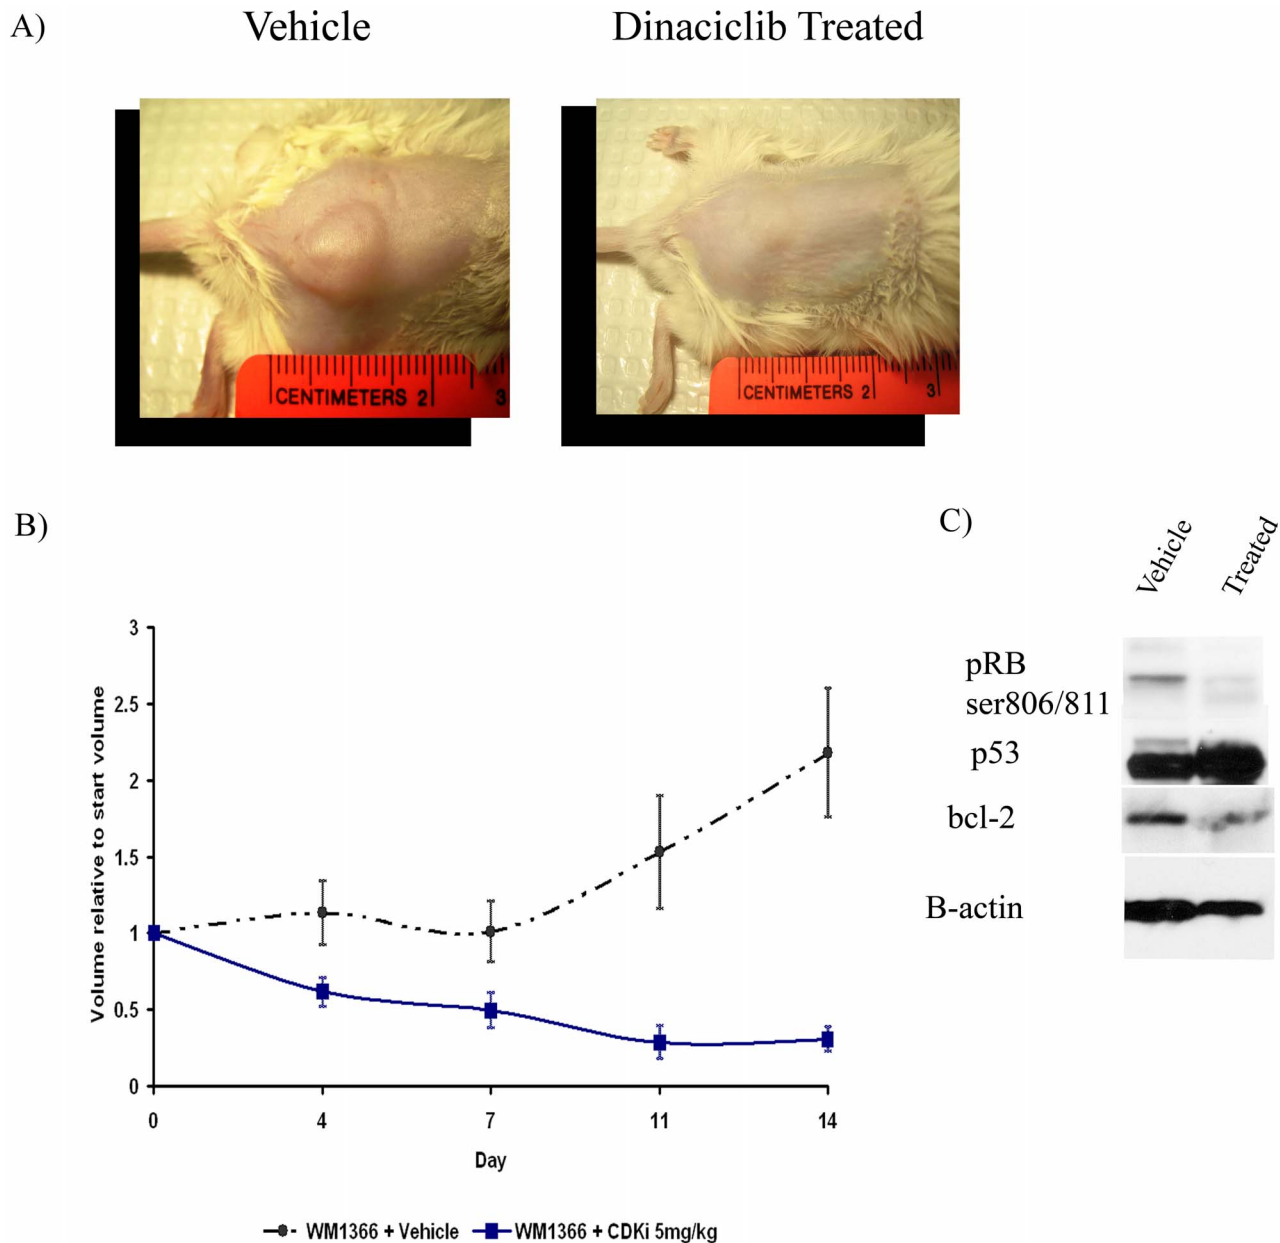 A)
Vehicle
Dinaciclib Treated
CENTIMETERS 2
3
CENTIMETERS 2
3
B)
3
2.5
2
1.5
1
0.5
0
Volume relative to start volume
0 4 7 11 14
Day
WM1366 + Vehicle
WM1366 + CDKi 5mg/kg
C)
Vehicle
Treated
pRB
ser806/811
p53
bcl-2
B-actin